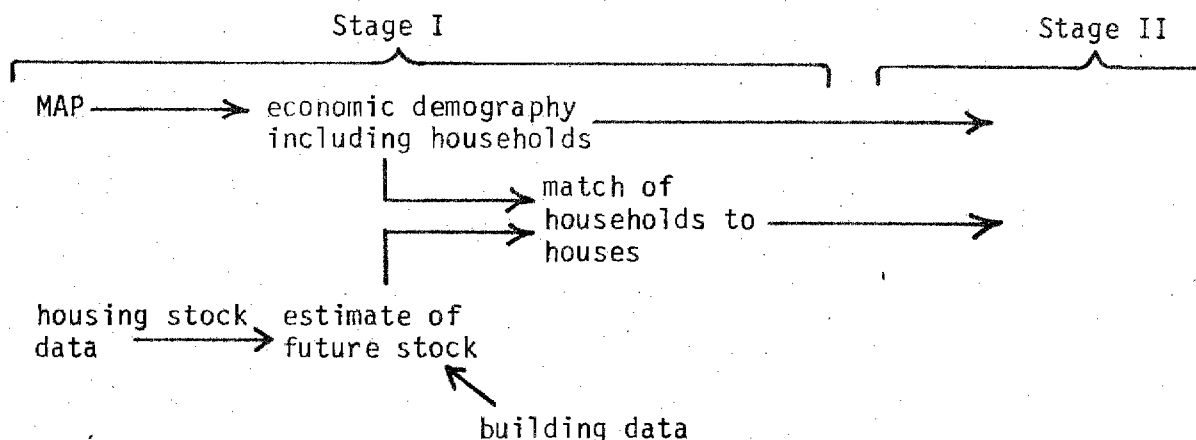 Stage I
Stage II
MAP
economic demography
including households
match of
households to
houses
housing stock
data
estimate of
future stock
building data